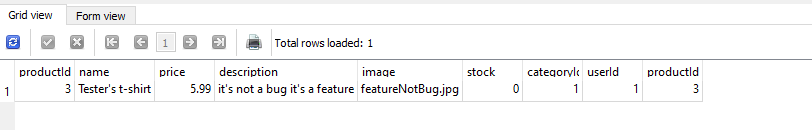 Grid view Form view
1 Total rows loaded: 1
productId name price description image stock categoryId userId productId
1 3 Tester's t-shirt 5.99 it's not a bug it's a feature featureNotBug.jpg 0 1 1 3